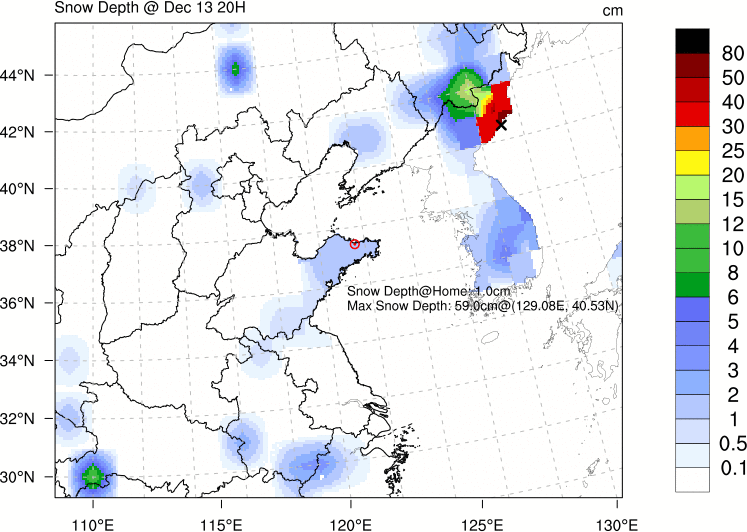 Snow Depth @ Dec 13 20H
cm
80
50
40
30
25
20
15
12
10
8
6
5
4
3
2
1
0.5
0.1
44°N
42°N
40°N
38°N
36°N
34°N
32°N
30°N
Snow Depth@Home: 1.0cm
Max Snow Depth: 59.0cm@(129.08E, 40.53N)
110°E
115°E
120°E
125°E
130°E